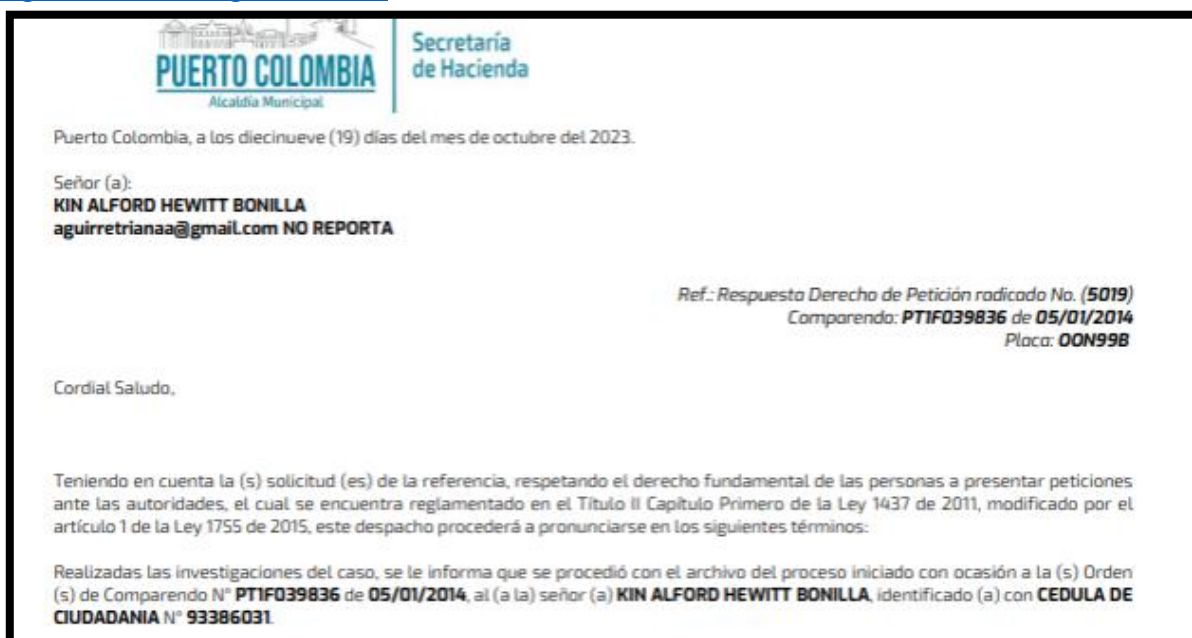 PUERTO COLOMBIA
Alcaldía Municipal
Secretaría
de Hacienda
Puerto Colombia, a los diecinueve (19) días del mes de octubre del 2023.
Señor (a):
KIN ALFORD HEWITT BONILLA
aguirretrianaa@gmail.com NO REPORTA
Ref.: Respuesta Derecho de Petición radicado No. (5019)
Comparendo: PT1F039836 de 05/01/2014
Placa: OON99B
Cordial Saludo,
Teniendo en cuenta la (s) solicitud (es) de la referencia, respetando el derecho fundamental de las personas a presentar peticiones
ante las autoridades, el cual se encuentra reglamentado en el Título II Capítulo Primero de la Ley 1437 de 2011, modificado por el
artículo 1 de la Ley 1755 de 2015, este despacho procederá a pronunciarse en los siguientes términos:
Realizadas las investigaciones del caso, se le informa que se procedió con el archivo del proceso iniciado con ocasión a la (s) Orden
(s) de Comparendo N° PT1F039836 de 05/01/2014, al (a la) señor (a) KIN ALFORD HEWITT BONILLA, identificado (a) con CEDULA DE
CIUDADANIA N° 93386031.